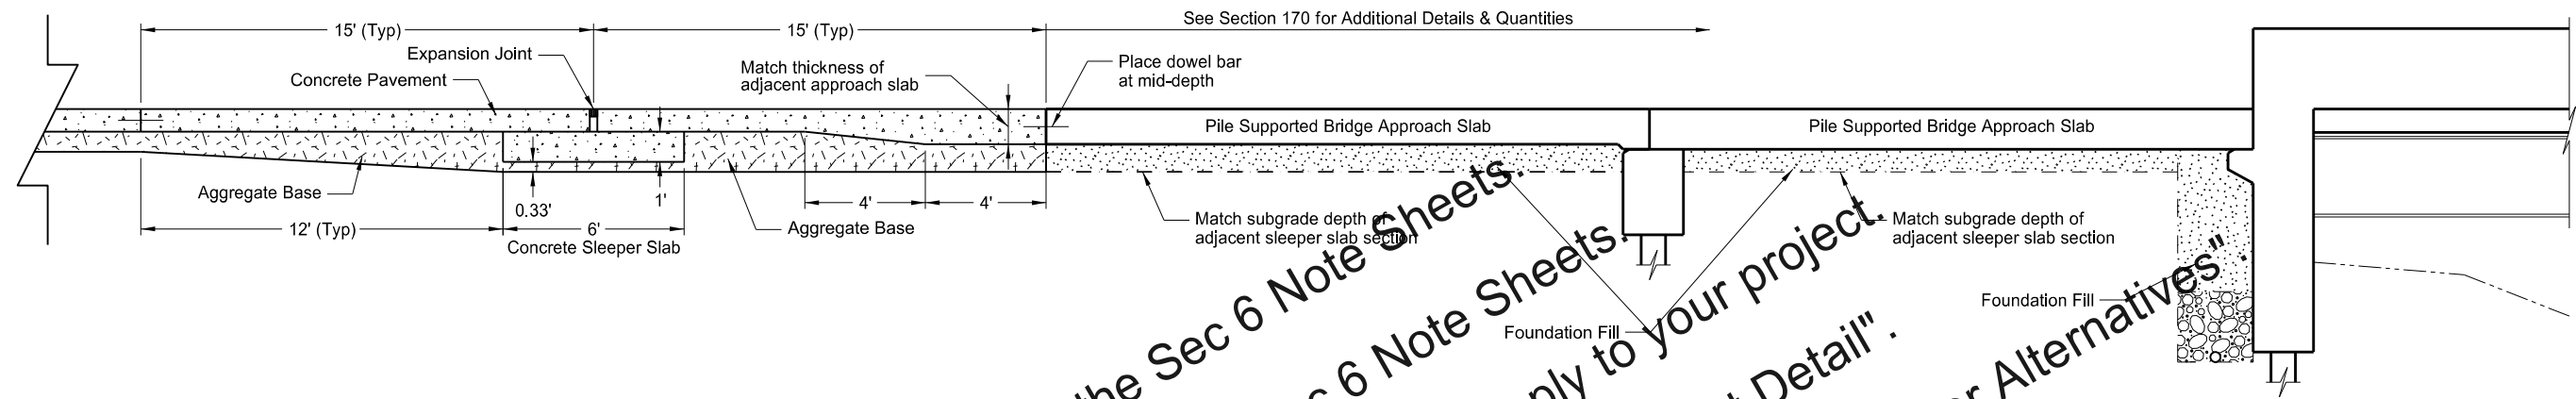 See Section 170 for Additional Details & Quantities
15' (Typ)
15' (Typ)
Expansion Joint
Concrete Pavement
Match thickness of
adjacent approach slab
Place dowel bar
at mid-depth
Pile Supported Bridge Approach Slab
Pile Supported Bridge Approach Slab
Aggregate Base
0.33'
1'
4'
4'
12' (Typ)
6'
Concrete Sleeper Slab
Aggregate Base
Match subgrade depth of
adjacent sleeper slab section
Match subgrade depth of
adjacent sleeper slab section
Foundation Fill
Foundation Fill
the Sec 6 Note Sheets.
6 Note Sheets.
to your project.
Detail".
Alternatives".